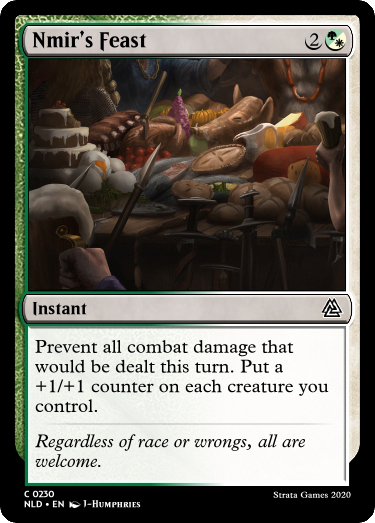 Nmir's Feast 2
Instant
Prevent all combat damage that
would be dealt this turn. Put a
+1/+1 counter on each creature you
control.
Regardless of race or wrongs, all are
welcome.
C 0230
NLD • EN J-Humphries
Strata Games 2020